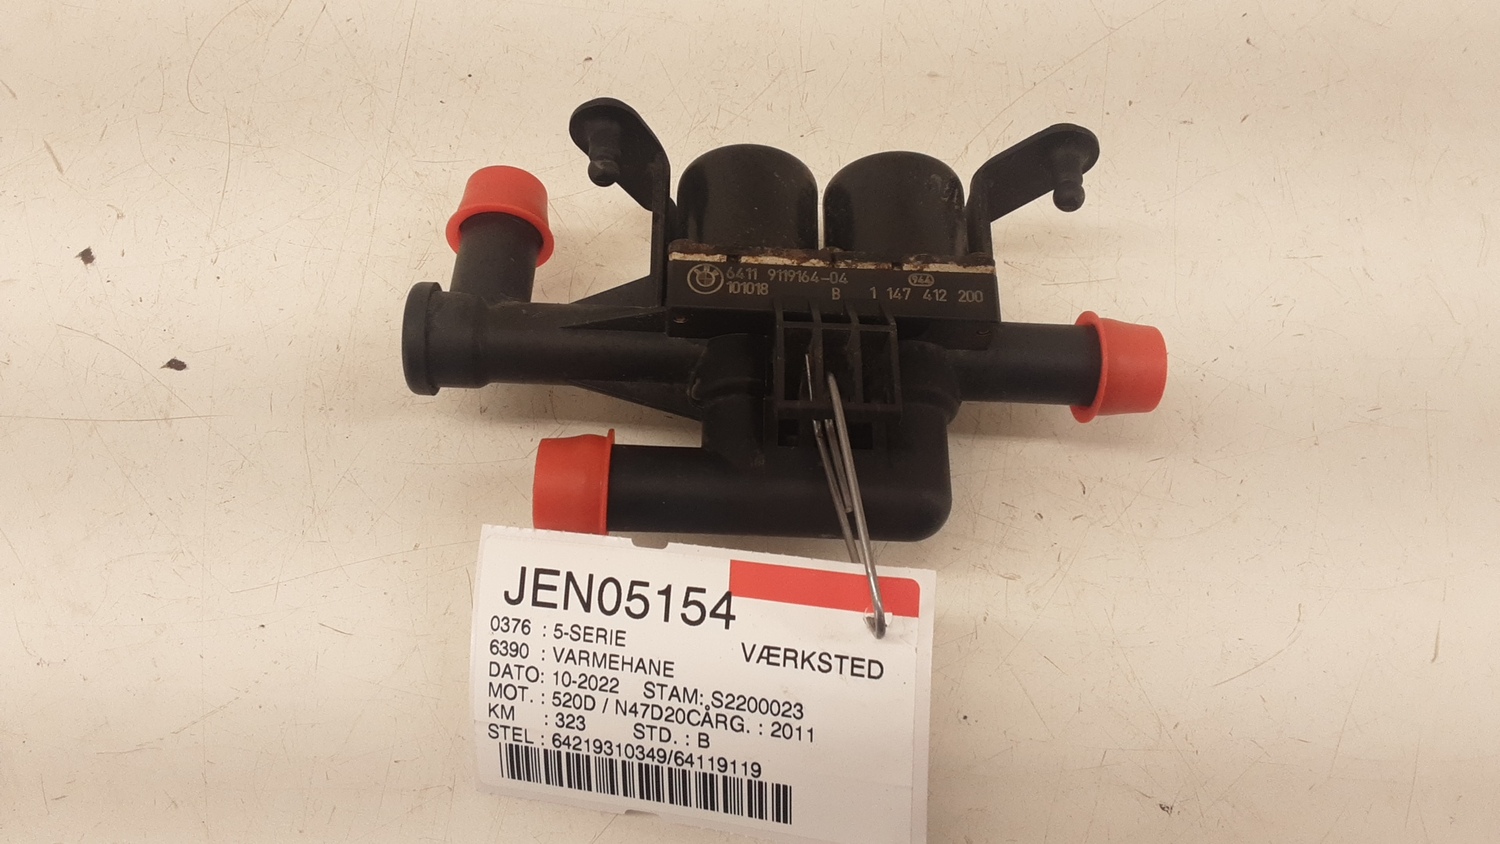 6411 9119164-04 944
101018 B 1 147 412 200
JEN05154
VÆRKSTED
0376 : 5-SERIE
6390 : VARMEHANE
DATO: 10-2022 STAM: S2200023
MOT. : 520D / N47D20CÅRG. : 2011
KM : 323 STD. : B
STEL : 64219310349/64119119